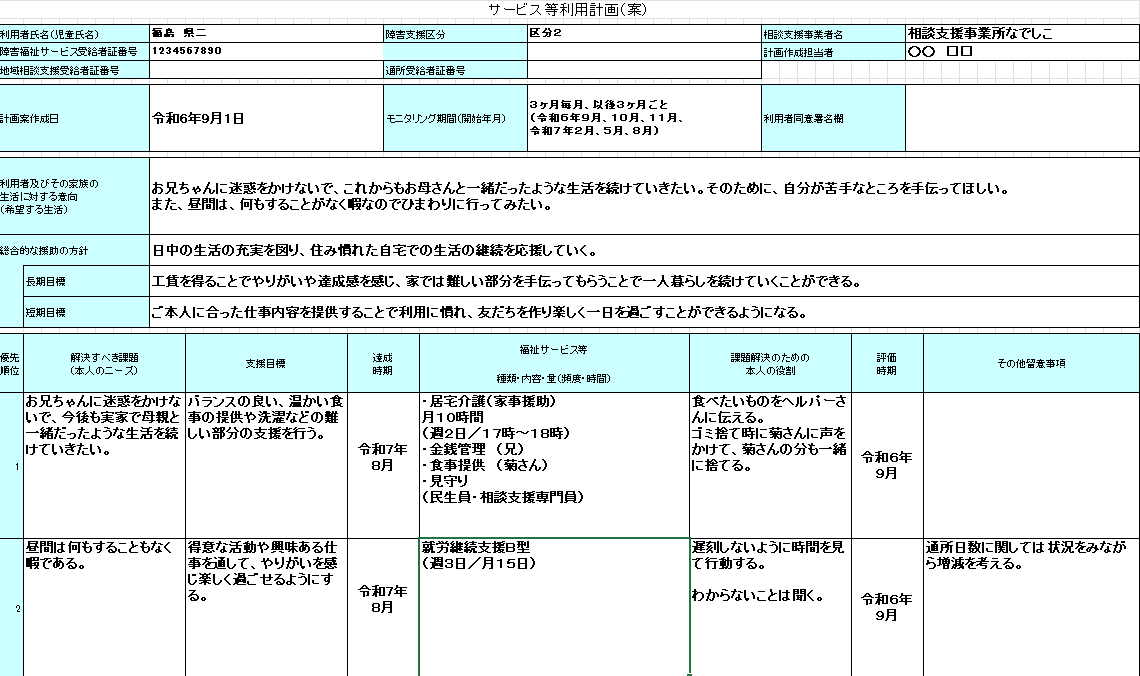 サービス等利用計画（案）
利用者氏名（児童氏名） 福島　県二 障害支援区分 区分２ 相談支援事業者名 相談支援事業所なでしこ
障害福祉サービス受給者証番号 1234567890 計画作成担当者 〇〇　口口
地域相談支援受給者証番号 通所受給者証番号
計画案作成日 令和6年9月1日 モニタリング期間（開始年月）
３ヶ月毎月、以後３ヶ月ごと
（令和６年９月、１０月、１１月、
令和７年２月、５月、８月）
利用者同意署名欄
利用者及びその家族の
生活に対する意向
（希望する生活）
お兄ちゃんに迷惑をかけないで、これからもお母さんと一緒だったような生活を続けていきたい。そのために、自分が苦手なところを手伝ってほしい。
また、昼間は、何もすることがなく暇なのでひまわりに行ってみたい。
総合的な援助の方針 日中の生活の充実を図り、住み慣れた自宅での生活の継続を応援していく。
長期目標 工賃を得ることでやりがいや達成感を感じ、家では難しい部分を手伝ってもらうことで一人暮らしを続けていくことができる。
短期目標 ご本人に合った仕事内容を提供することで利用に慣れ、友だちを作り楽しく一日を過ごすことができるようになる。
優先
順位
解決すべき課題
（本人のニーズ）
支援目標
達成
時期
福祉サービス等
種類・内容・量（頻度・時間）
課題解決のための
本人の役割
評価
時期
その他留意事項
1
お兄ちゃんに迷惑をかけな
いで、今後も実家で母親と
一緒だったような生活を続
けていきたい。
バランスの良い、温かい食
事の提供や洗濯などの難
しい部分の支援を行う。
令和７年
８月
・居宅介護（家事援助）
月１０時間
（週２日／１７時～１８時）
・金銭管理　（兄）
・食事提供　（菊さん）
・見守り
（民生員・相談支援専門員）
食べたいものをヘルパーさ
んに伝える。
ゴミ捨て時に菊さんに声を
かけて、菊さんの分も一緒
に捨てる。
令和６年
９月
2
昼間は何もすることもなく
暇である。
得意な活動や興味ある仕
事を通して、やりがいを感
じ楽しく過ごせるようにす
る。
令和７年
８月
就労継続支援B型
（週３日／月１５日）
遅刻しないように時間を見
て行動する。
わからないことは聞く。
令和６年
９月
通所日数に関しては 状況をみなが
ら増減を考える。